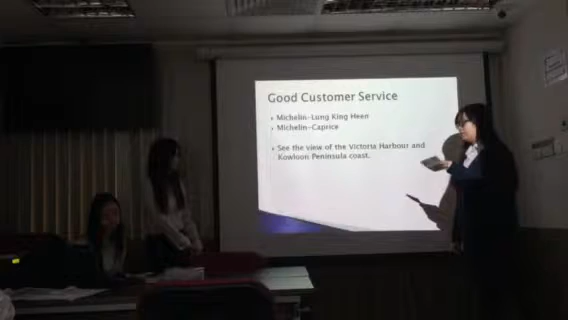 Good Customer Service
Michelin-Lung King Heen
Michelin-Caprice
See the view of the Victoria Harbour and
Kowloon Peninsula coast.